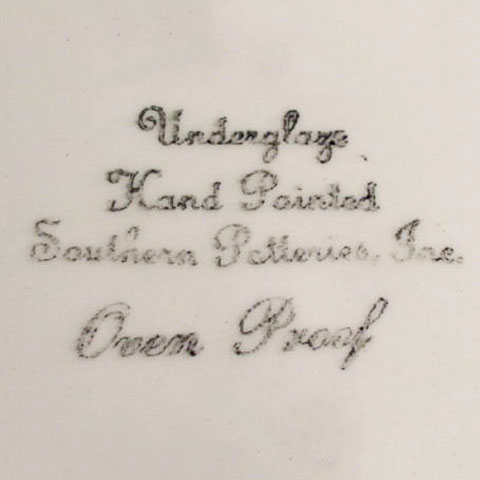 Underglaze
Hand Painted
Southern Potteries, Inc.
Oven Proof